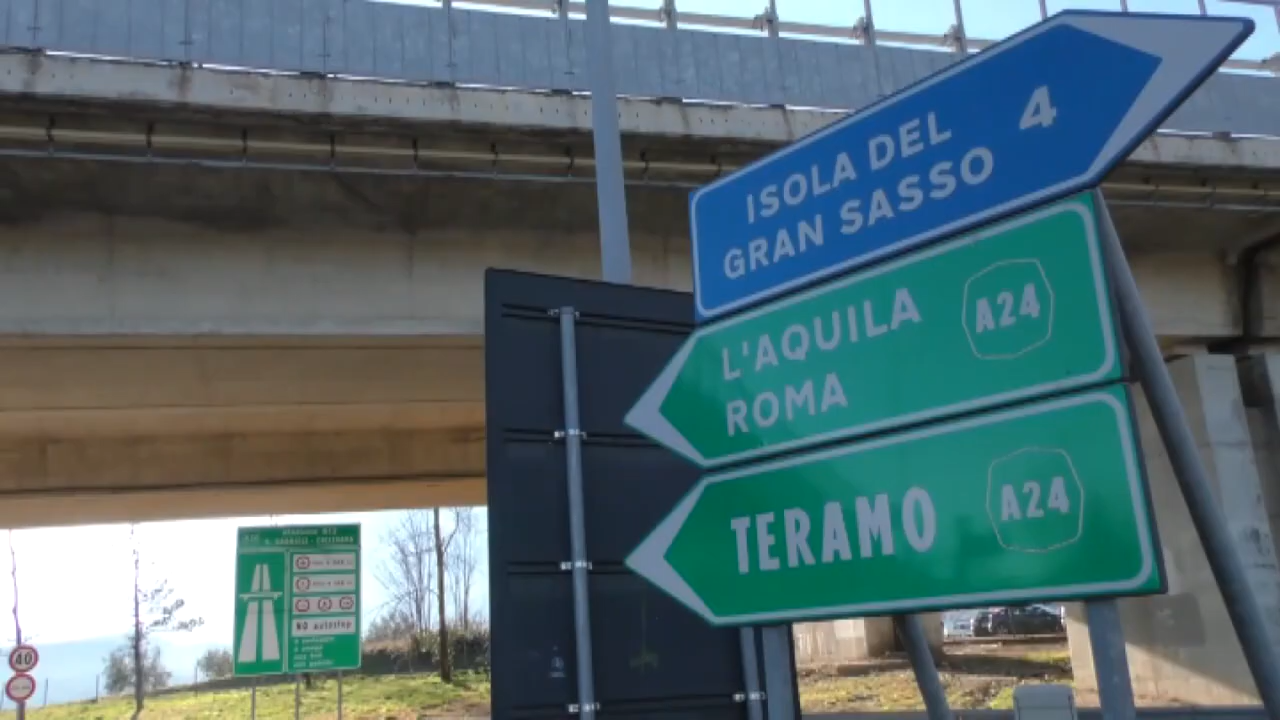 ISOLA DEL 4
GRAN SASSO
L'AQUILA A24
ROMA
TERAMO A24
40
NO autostop